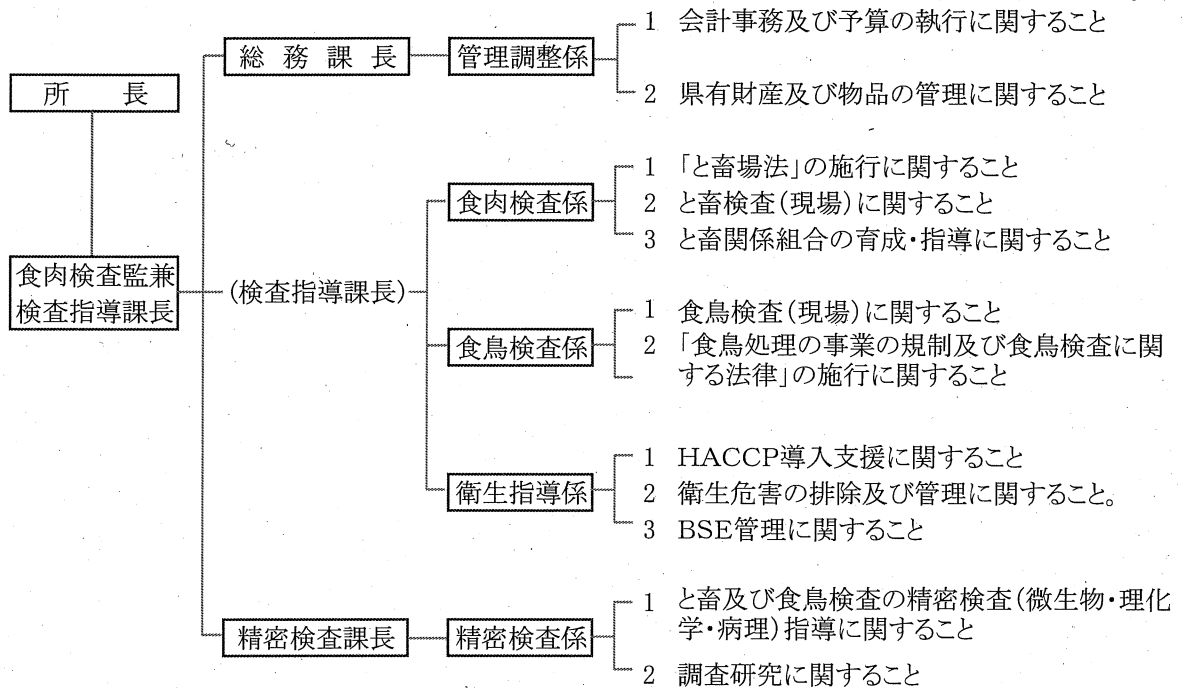 所長
食肉検査監兼
検査指導課長
総務課長
管理調整係
1 会計事務及び予算の執行に関すること
2 県有財産及び物品の管理に関すること
(検査指導課長)
食肉検査係
1 「と畜場法」の施行に関すること
2 と畜検査(現場)に関すること
3 と畜関係組合の育成・指導に関すること
食鳥検査係
1 食鳥検査(現場)に関すること
2 「食鳥処理の事業の規制及び食鳥検査に関
する法律」の施行に関すること
衛生指導係
1 HACCP導入支援に関すること
2 衛生危害の排除及び管理に関すること。
3 BSE管理に関すること
精密検査課長
精密検査係
1 と畜及び食鳥検査の精密検査(微生物・理化
学・病理)指導に関すること
2 調査研究に関すること